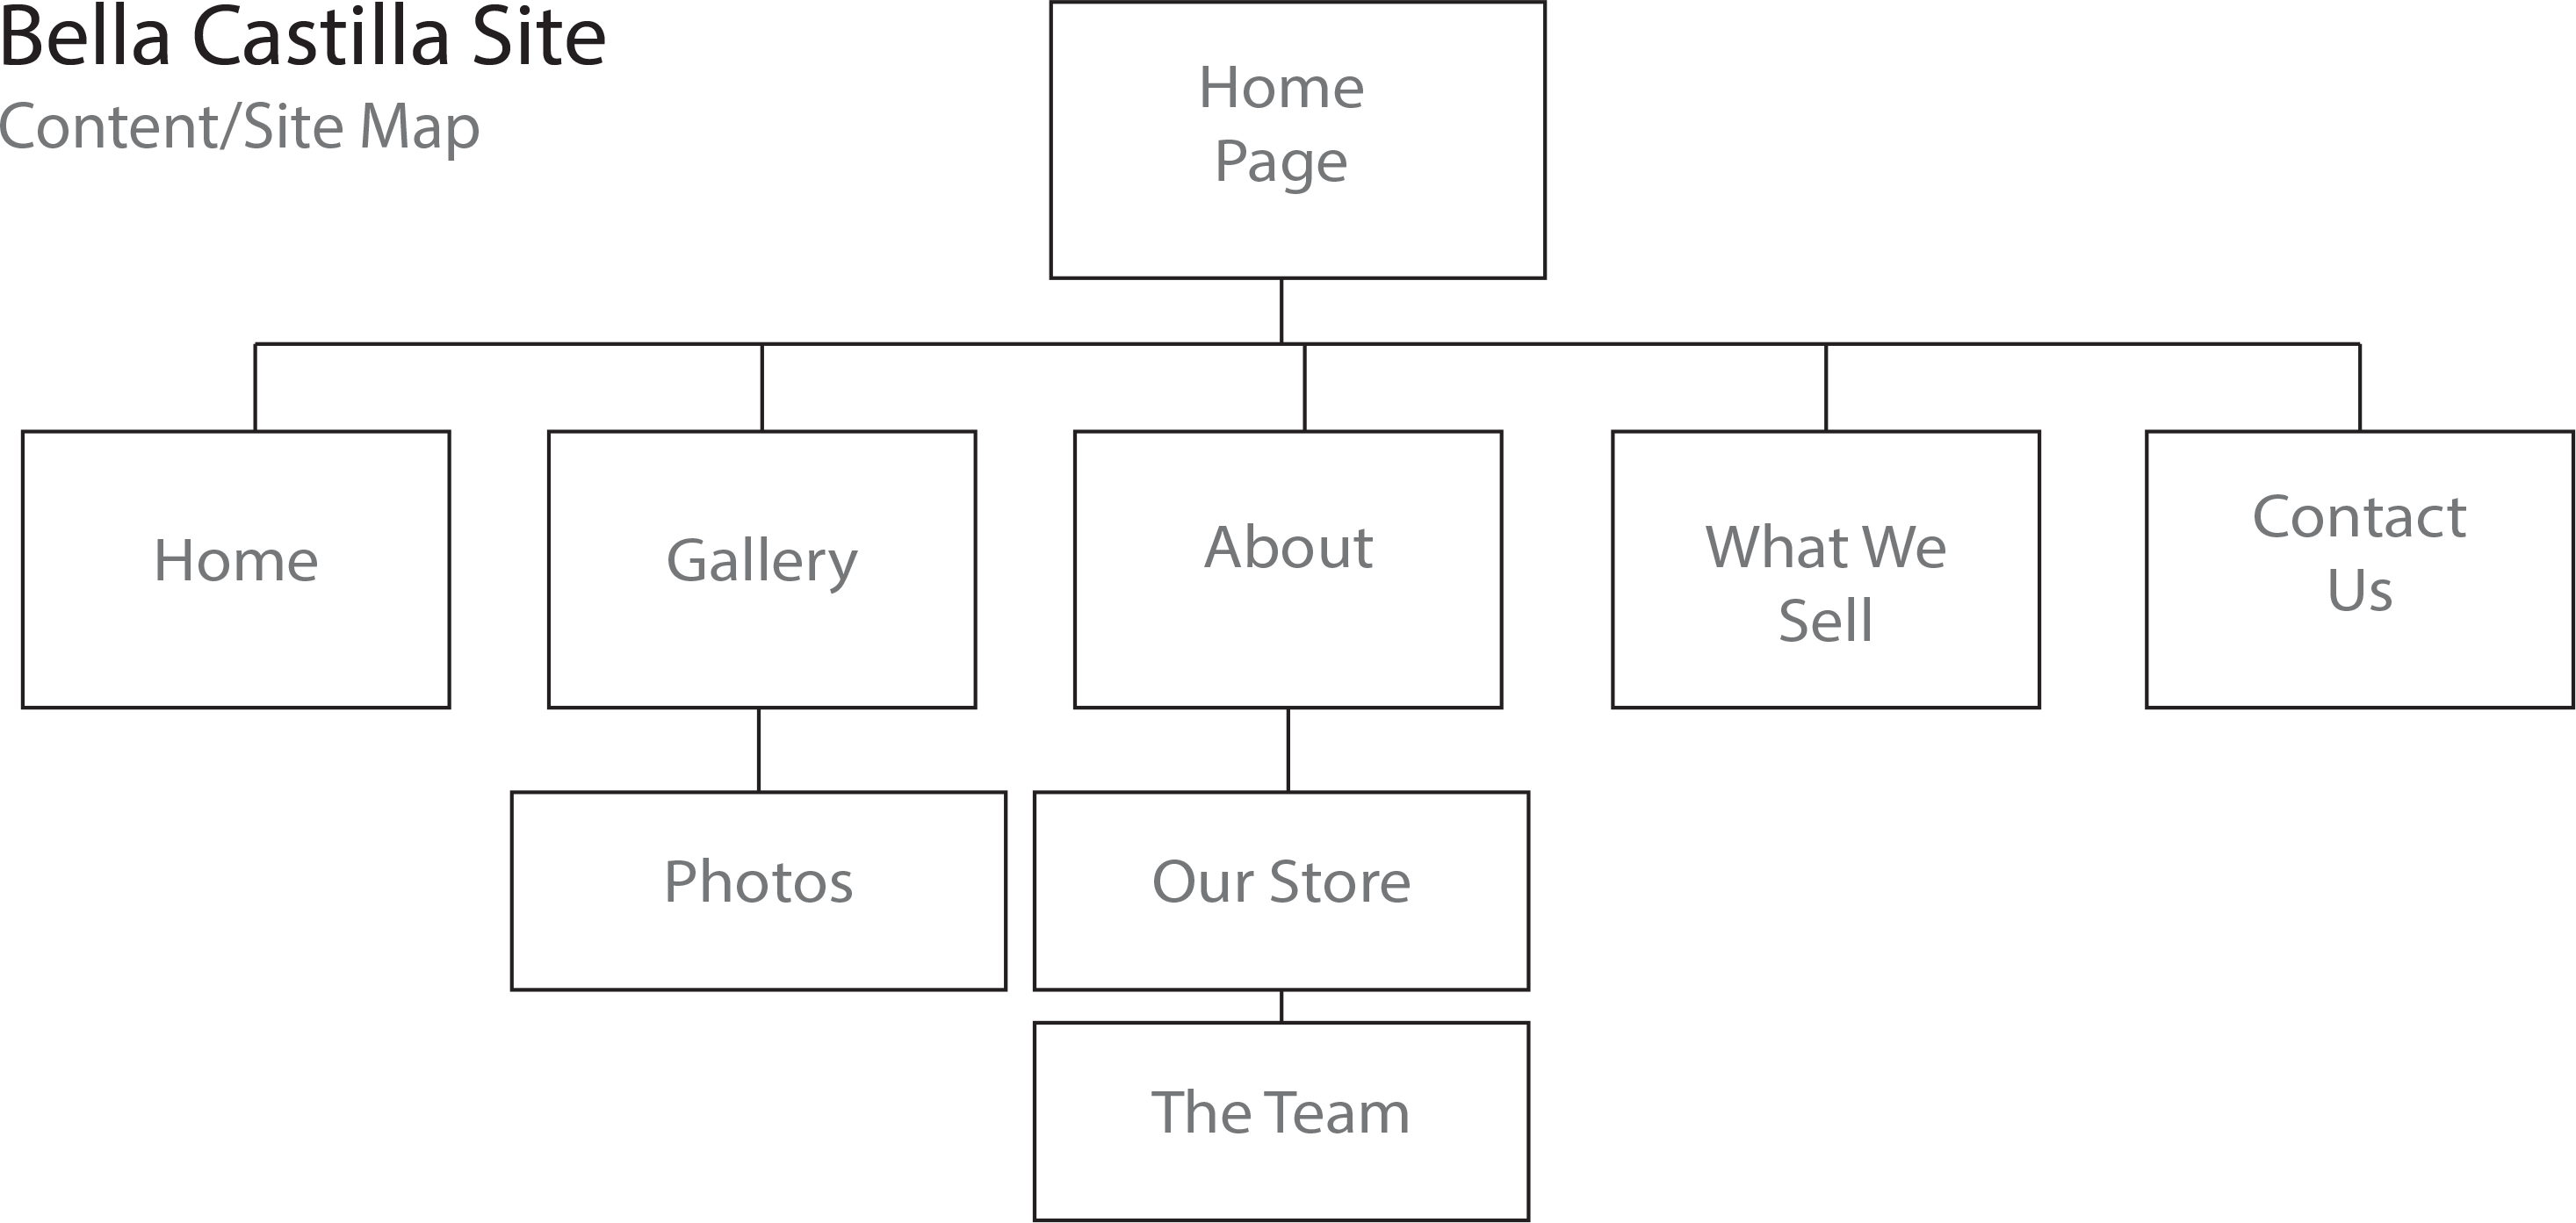 Bella Castilla Site
Content/Site Map
Home
Page
Home
Gallery
About
What We
Sell
Contact
Us
Photos
Our Store
The Team